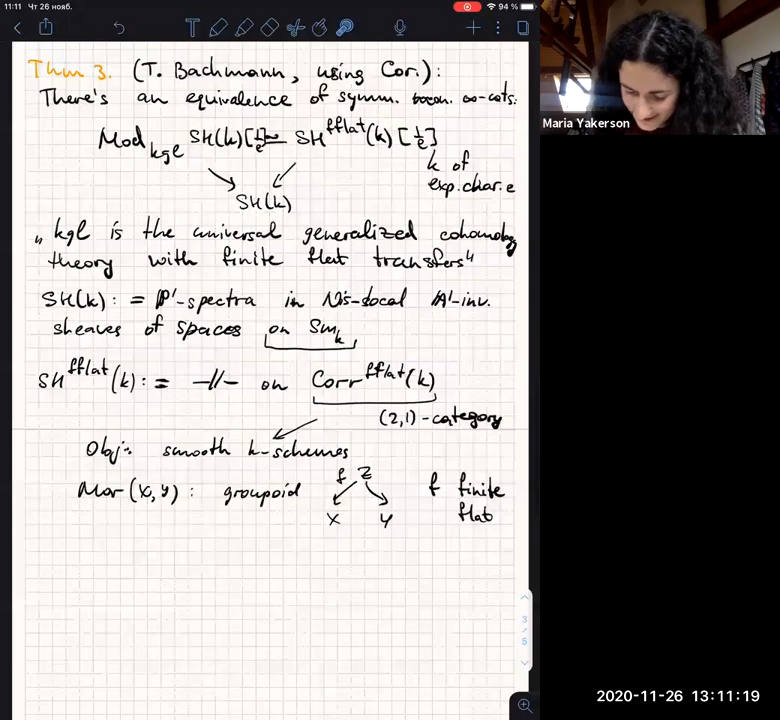 11:11 Чт 26 нояб.
94 %
Thm 3. (T. Bachmann, using Cor.):
There's an equivalence of symm. mon. ∞-cats:
Mod_kgl SH(k)[1/e] ≃ SH^fflat(k)[1/e]
k of
exp. char. e
SH(k)
„kgl is the universal generalized cohomology
theory with finite flat transfers"
SH(k) := P¹-spectra in Nis-local A¹-inv.
sheaves of spaces on Sm_k
SH^fflat(k) := —//— on Corr^fflat(k)
(2,1)-category
Obj: smooth k-schemes
Mor(X,Y): groupoid f Z f finite
X Y flat
Maria Yakerson
3
/
5
2020-11-26 13:11:19